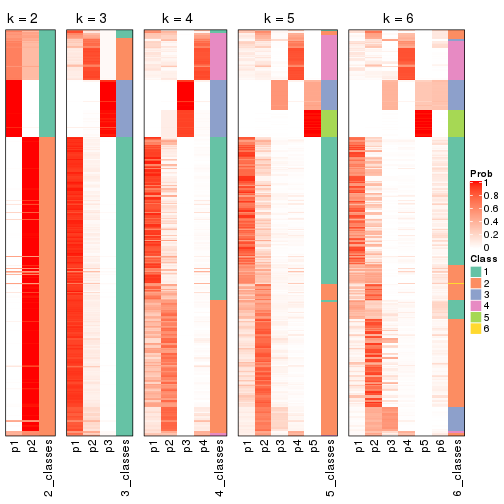 k = 2
k = 3
k = 4
k = 5
k = 6
Prob
1
0.8
0.6
0.4
0.2
0
Class
1
2
3
4
5
6
p1
p2
2_classes
p1
p2
p3
3_classes
p1
p2
p3
p4
4_classes
p1
p2
p3
p4
p5
5_classes
p1
p2
p3
p4
p5
p6
6_classes